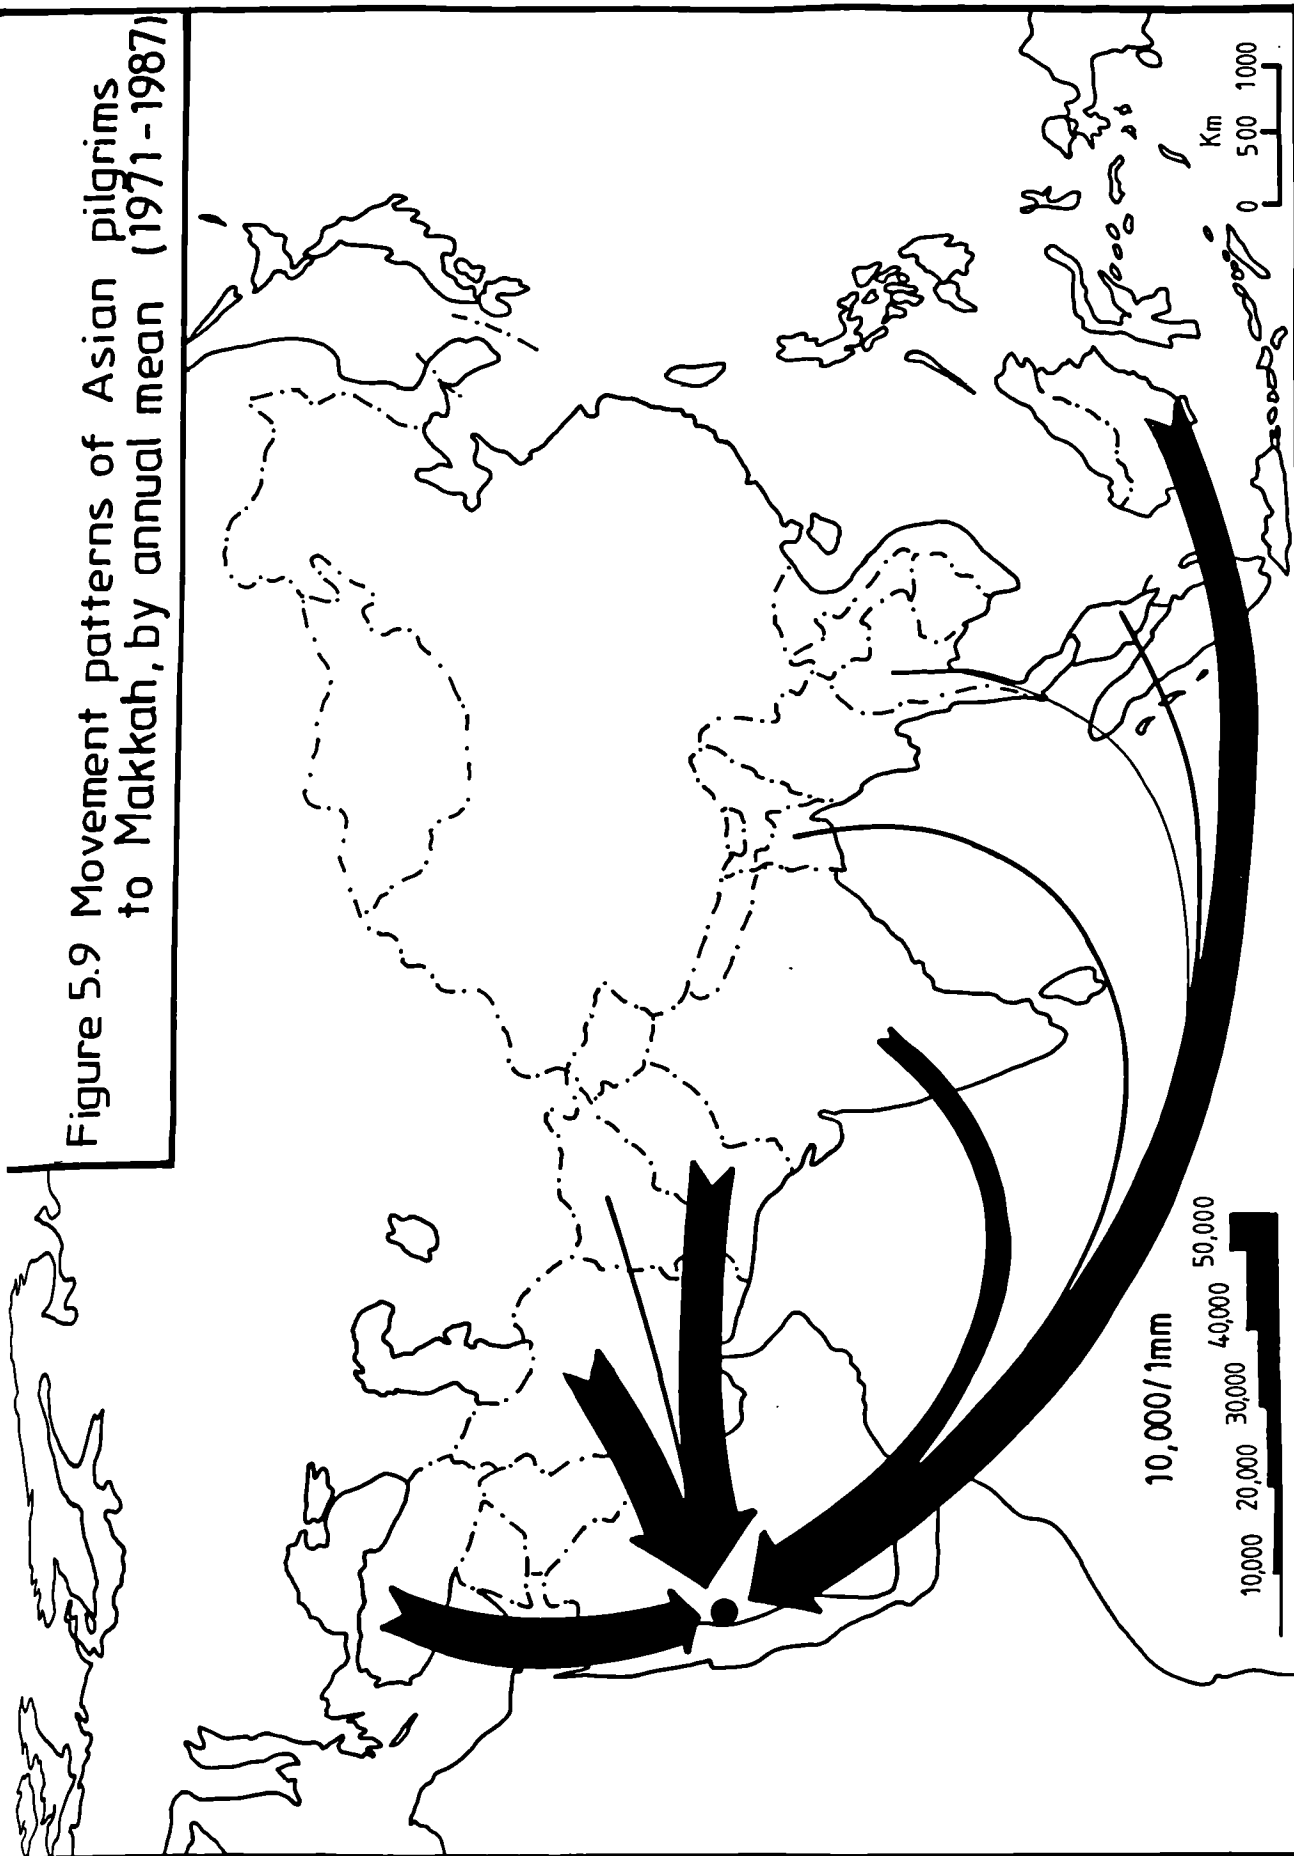 Figure 5.9 Movement patterns of Asian pilgrims
to Makkah, by annual mean (1971-1987)
10,000/1mm
10,000 20,000 30,000 40,000 50,000
Km
0 500 1000